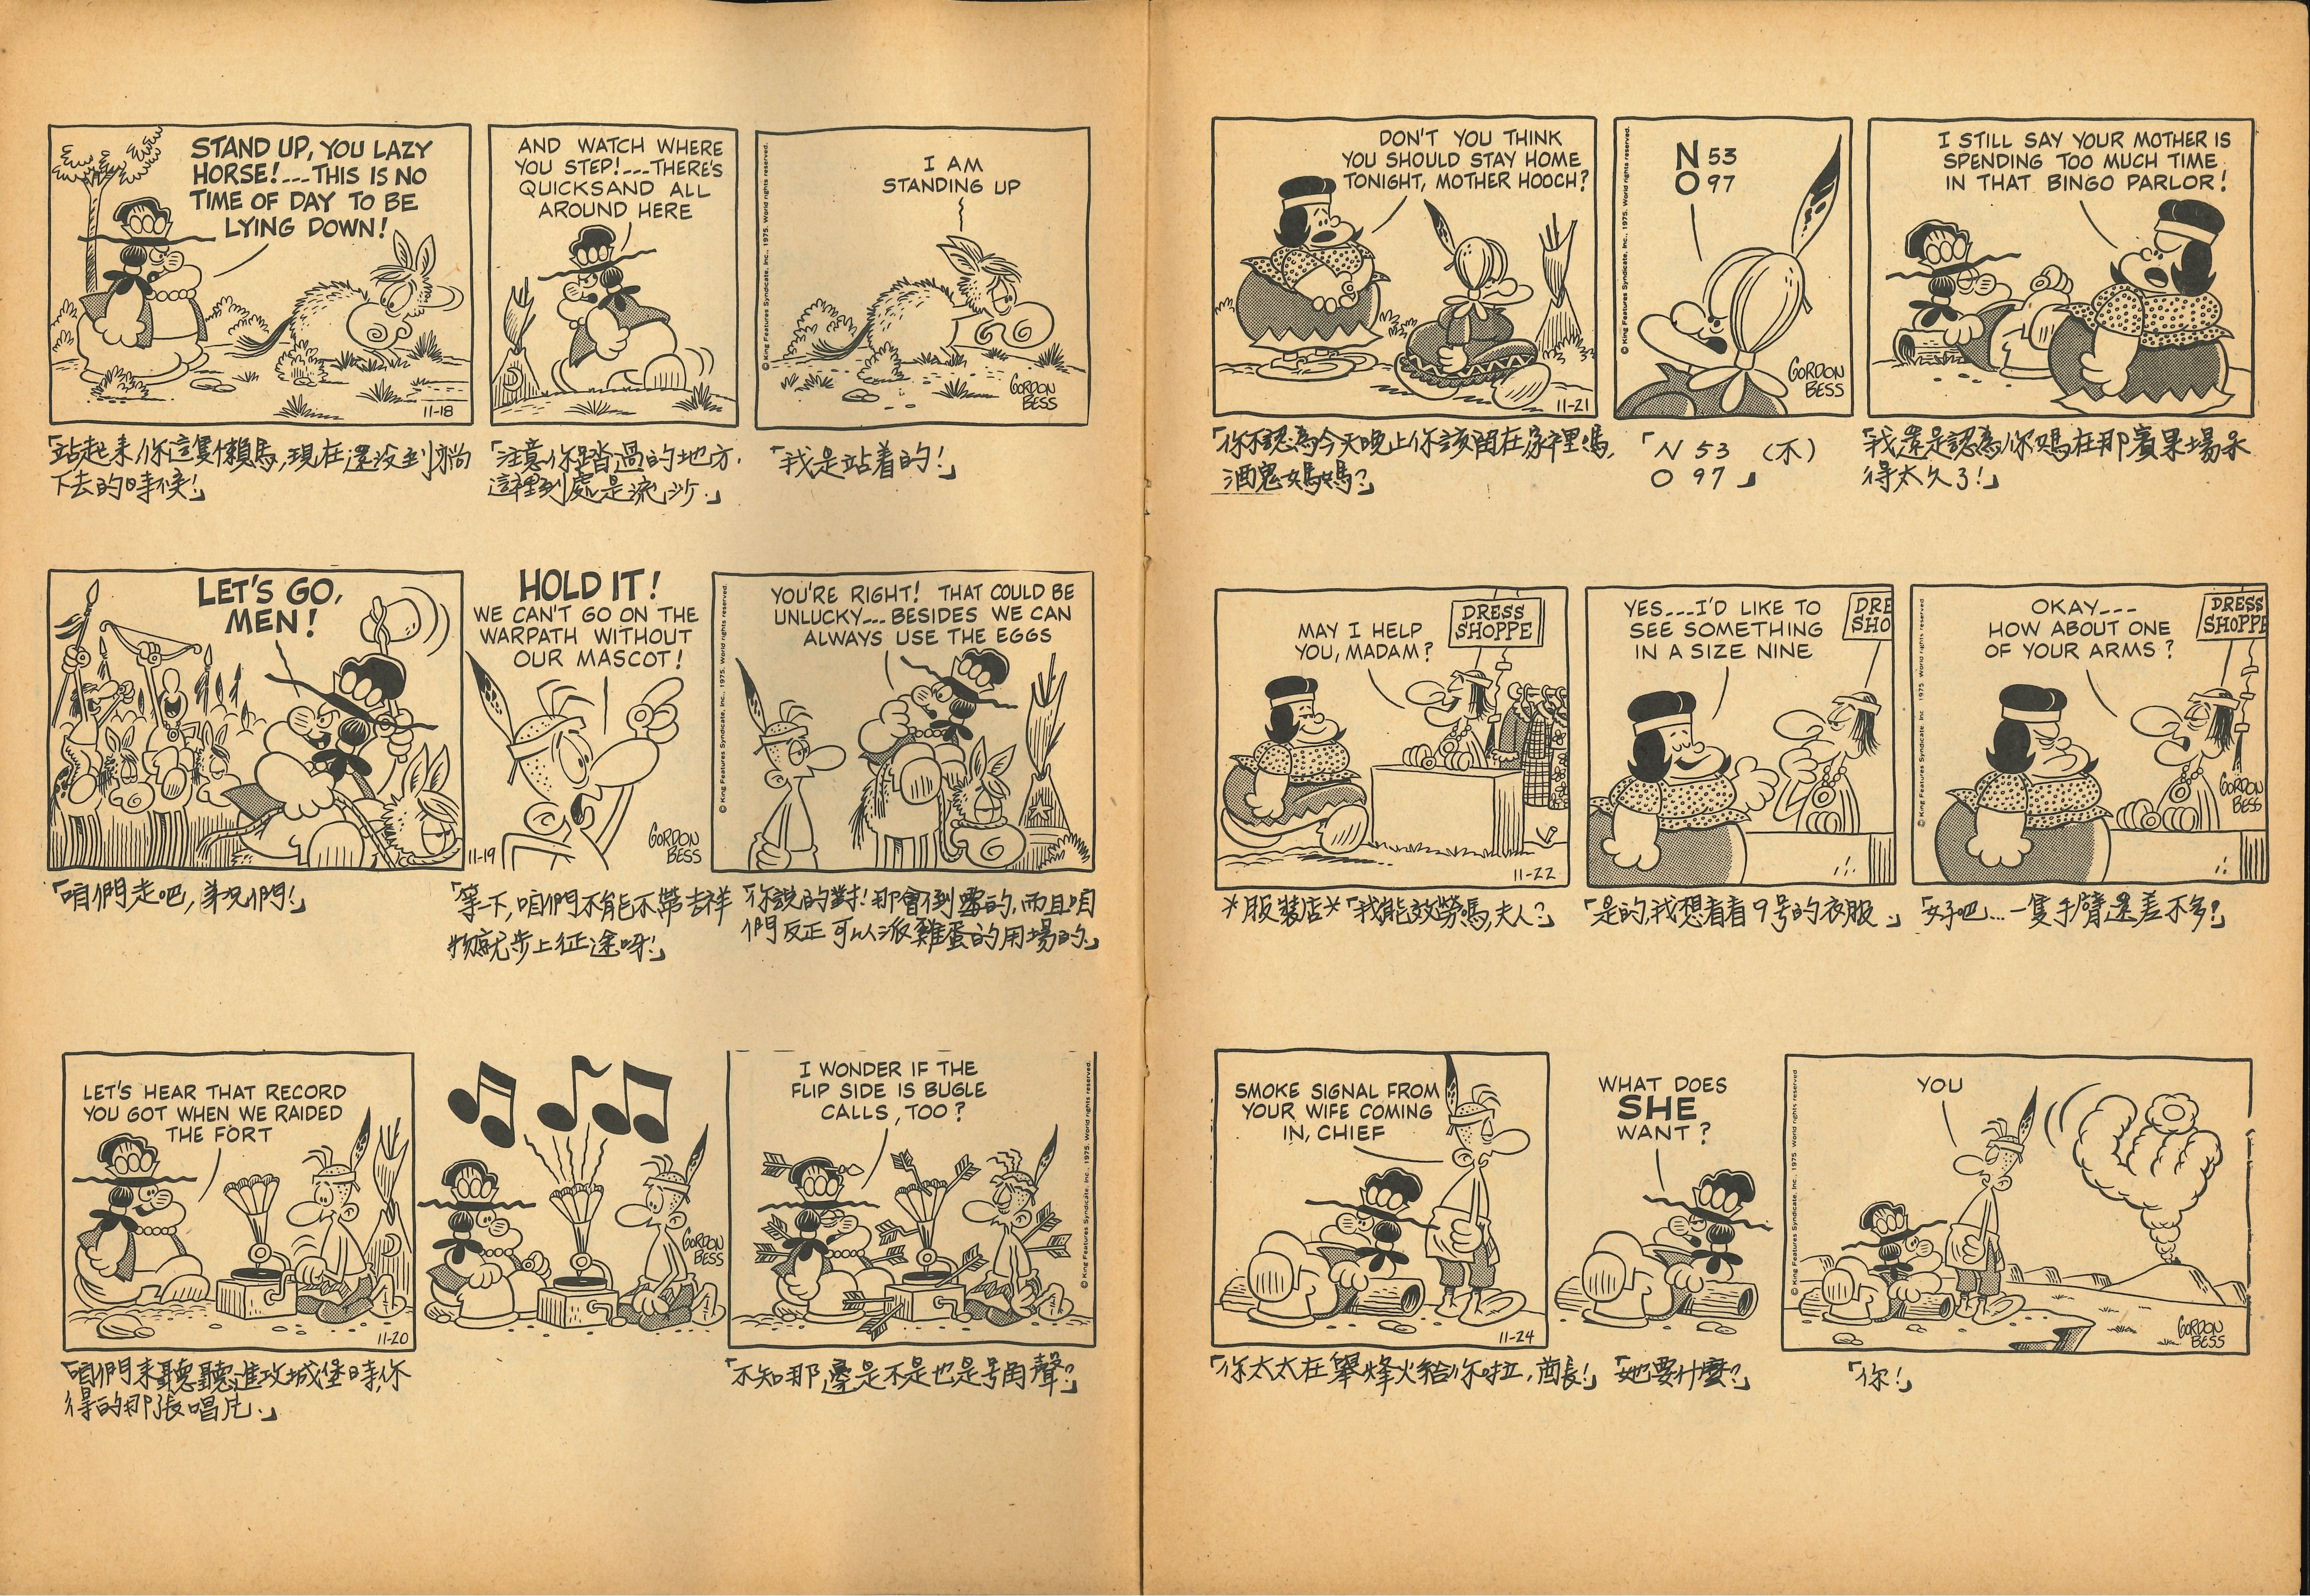 STAND UP, YOU LAZY
HORSE!---THIS IS NO
TIME OF DAY TO BE
LYING DOWN!
11-18
「站起来你這隻懶馬,現在還没到躺
下去的時候!」
AND WATCH WHERE
YOU STEP!---THERE'S
QUICKSAND ALL
AROUND HERE
「注意你踏過的地方,
這裡到處是流沙.」
© King Features Syndicate, Inc., 1975. World rights reserved.
I AM
STANDING UP
GORDON
BESS
「我是站着的!」
LET'S GO,
MEN!
「咱們走吧,弟兄們!」
HOLD IT!
WE CAN'T GO ON THE
WARPATH WITHOUT
OUR MASCOT!
11-19
GORDON
BESS
「等一下,咱們不能不帶吉祥
物就步上征途呀!」
© King Features Syndicate, Inc., 1975. World rights reserved.
YOU'RE RIGHT! THAT COULD BE
UNLUCKY---BESIDES WE CAN
ALWAYS USE THE EGGS
「你說的對!那會倒霉的,而且咱
們反正可以派雞蛋的用場的.」
LET'S HEAR THAT RECORD
YOU GOT WHEN WE RAIDED
THE FORT
11-20
「咱們来聽聽進攻城堡時,你
得的那張唱片.」
GORDON
BESS
I WONDER IF THE
FLIP SIDE IS BUGLE
CALLS, TOO?
© King Features Syndicate, Inc., 1975. World rights reserved.
「不知那邊是不是也是号角聲?」
DON'T YOU THINK
YOU SHOULD STAY HOME
TONIGHT, MOTHER HOOCH?
11-21
「你不認為今天晚上你該留在家裡嗎,
酒鬼媽媽?」
© King Features Syndicate, Inc., 1975. World rights reserved.
N 53
O 97
GORDON
BESS
「N 53 (不)
O 97」
I STILL SAY YOUR MOTHER IS
SPENDING TOO MUCH TIME
IN THAT BINGO PARLOR!
「我還是認為你媽在那賓果場呆
得太久了!」
DRESS
SHOPPE
MAY I HELP
YOU, MADAM?
11-22
*服裝店*「我能效勞嗎,夫人?」
DRE
SHO
YES---I'D LIKE TO
SEE SOMETHING
IN A SIZE NINE
「是的,我想看看9号的衣服」
© King Features Syndicate, Inc 1975 World rights reserved
DRESS
SHOPPE
OKAY---
HOW ABOUT ONE
OF YOUR ARMS?
GORDON
BESS
「好吧...一隻手臂還差不多!」
SMOKE SIGNAL FROM
YOUR WIFE COMING
IN, CHIEF
11-24
「你太太在舉烽火給你啦,酋長!」
WHAT DOES
SHE
WANT?
「她要什麼?」
© King Features Syndicate, Inc., 1975. World rights reserved
YOU
GORDON
BESS
「你!」